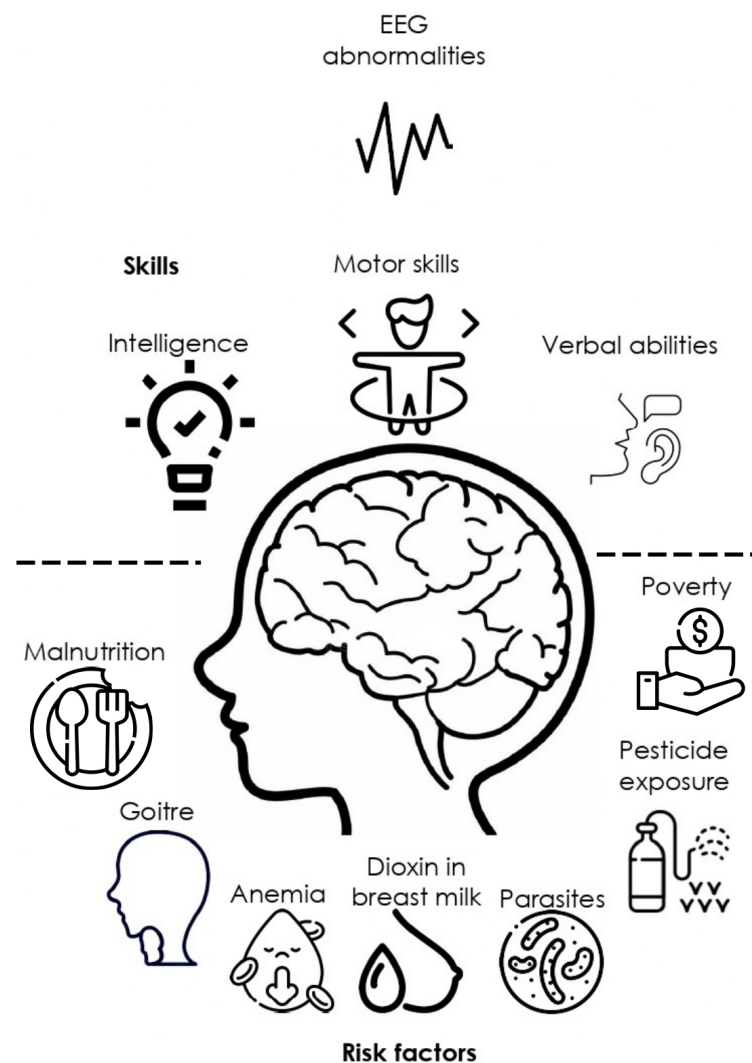 EEG
abnormalities
Skills
Motor skills
Intelligence
Verbal abilities
Poverty
Malnutrition
Pesticide
exposure
Goitre
Anemia
Dioxin in
breast milk
Parasites
Risk factors